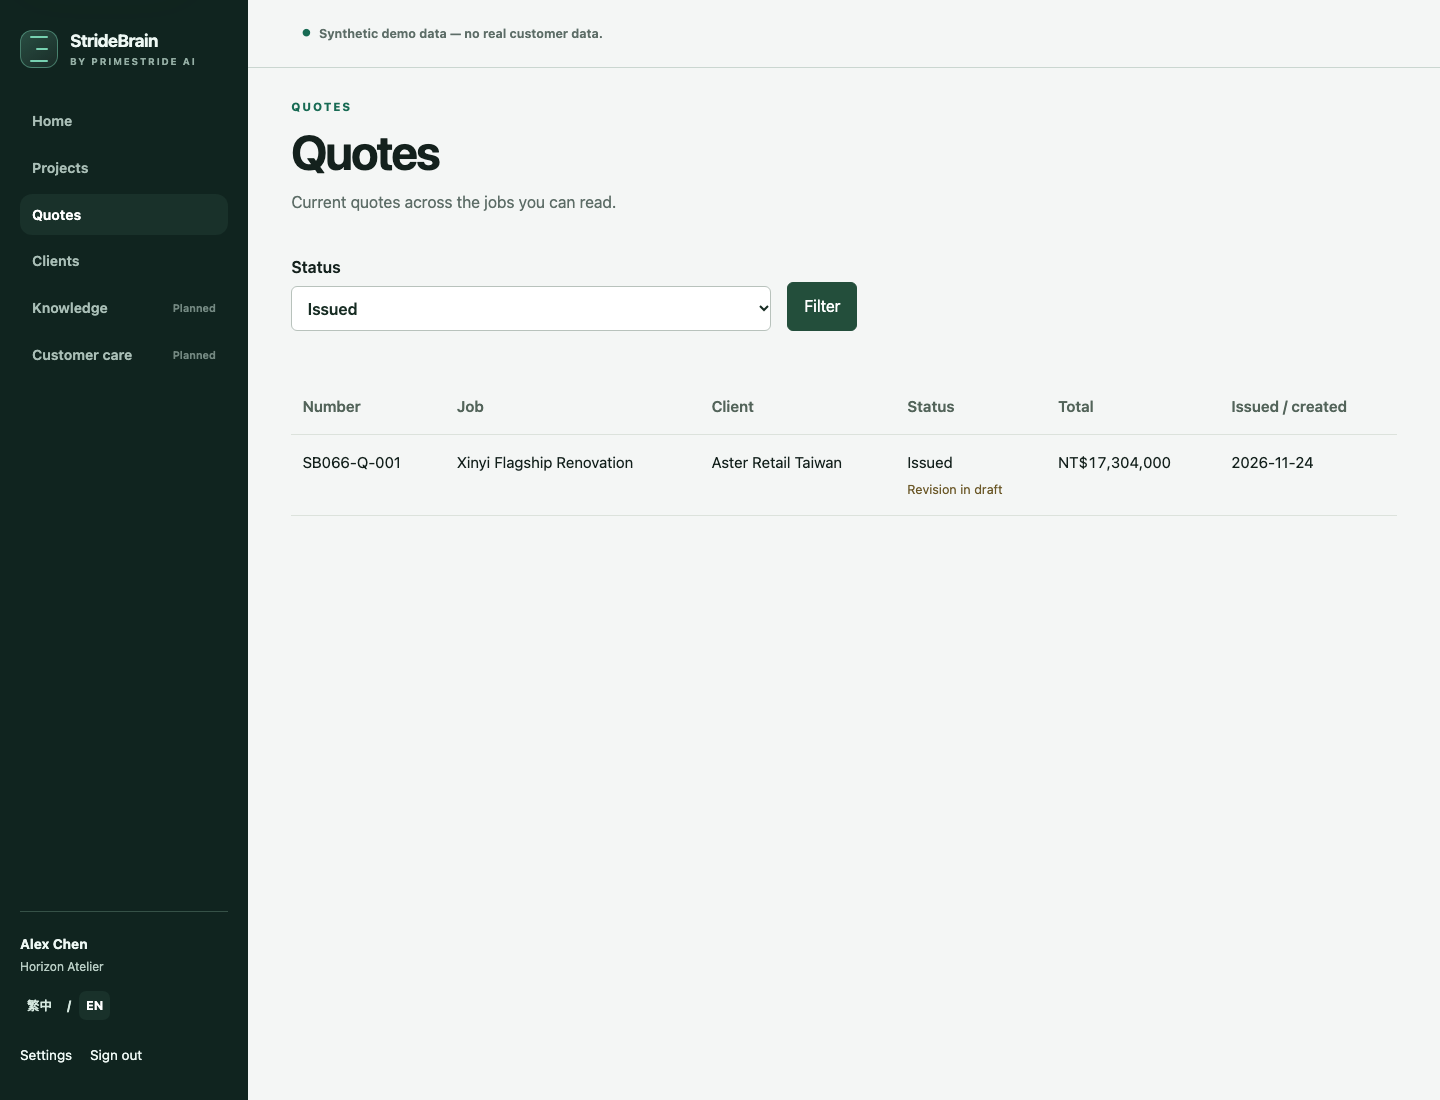 StrideBrain
BY PRIMESTRIDE AI
Home
Projects
Quotes
Clients
Knowledge Planned
Customer care Planned
Alex Chen
Horizon Atelier
繁中 / EN
Settings Sign out
Synthetic demo data — no real customer data.
QUOTES
Quotes
Current quotes across the jobs you can read.
Status
Issued Filter
Number Job Client Status Total Issued / created
SB066-Q-001 Xinyi Flagship Renovation Aster Retail Taiwan Issued NT$17,304,000 2026-11-24
Revision in draft